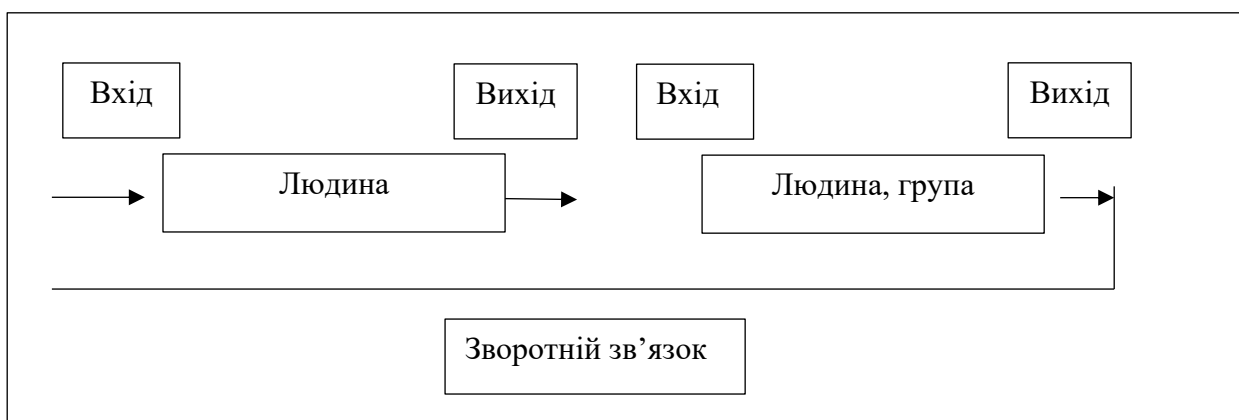 Вхід
Вихід
Вхід
Вихід
Людина
Людина, група
Зворотній зв’язок